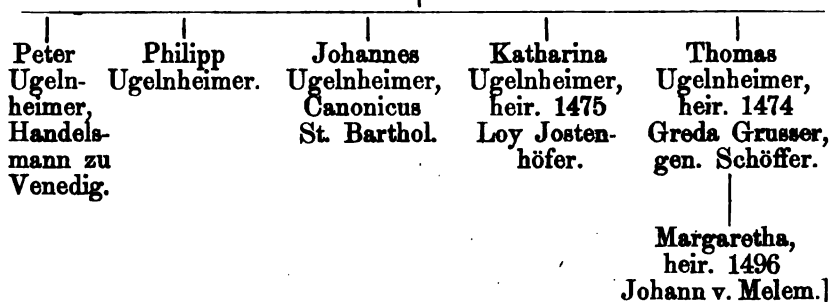 Peter
Ugeln-
heimer,
Handels-
mann zu
Venedig.
Philipp
Ugelnheimer.
Johannes
Ugelnheimer,
Canonicus
St. Barthol.
Katharina
Ugelnheimer,
heir. 1475
Loy Josten-
höfer.
Thomas
Ugelnheimer,
heir. 1474
Greda Grusser,
gen. Schöffer.
Margaretha,
heir. 1496
Johann v. Melem.]